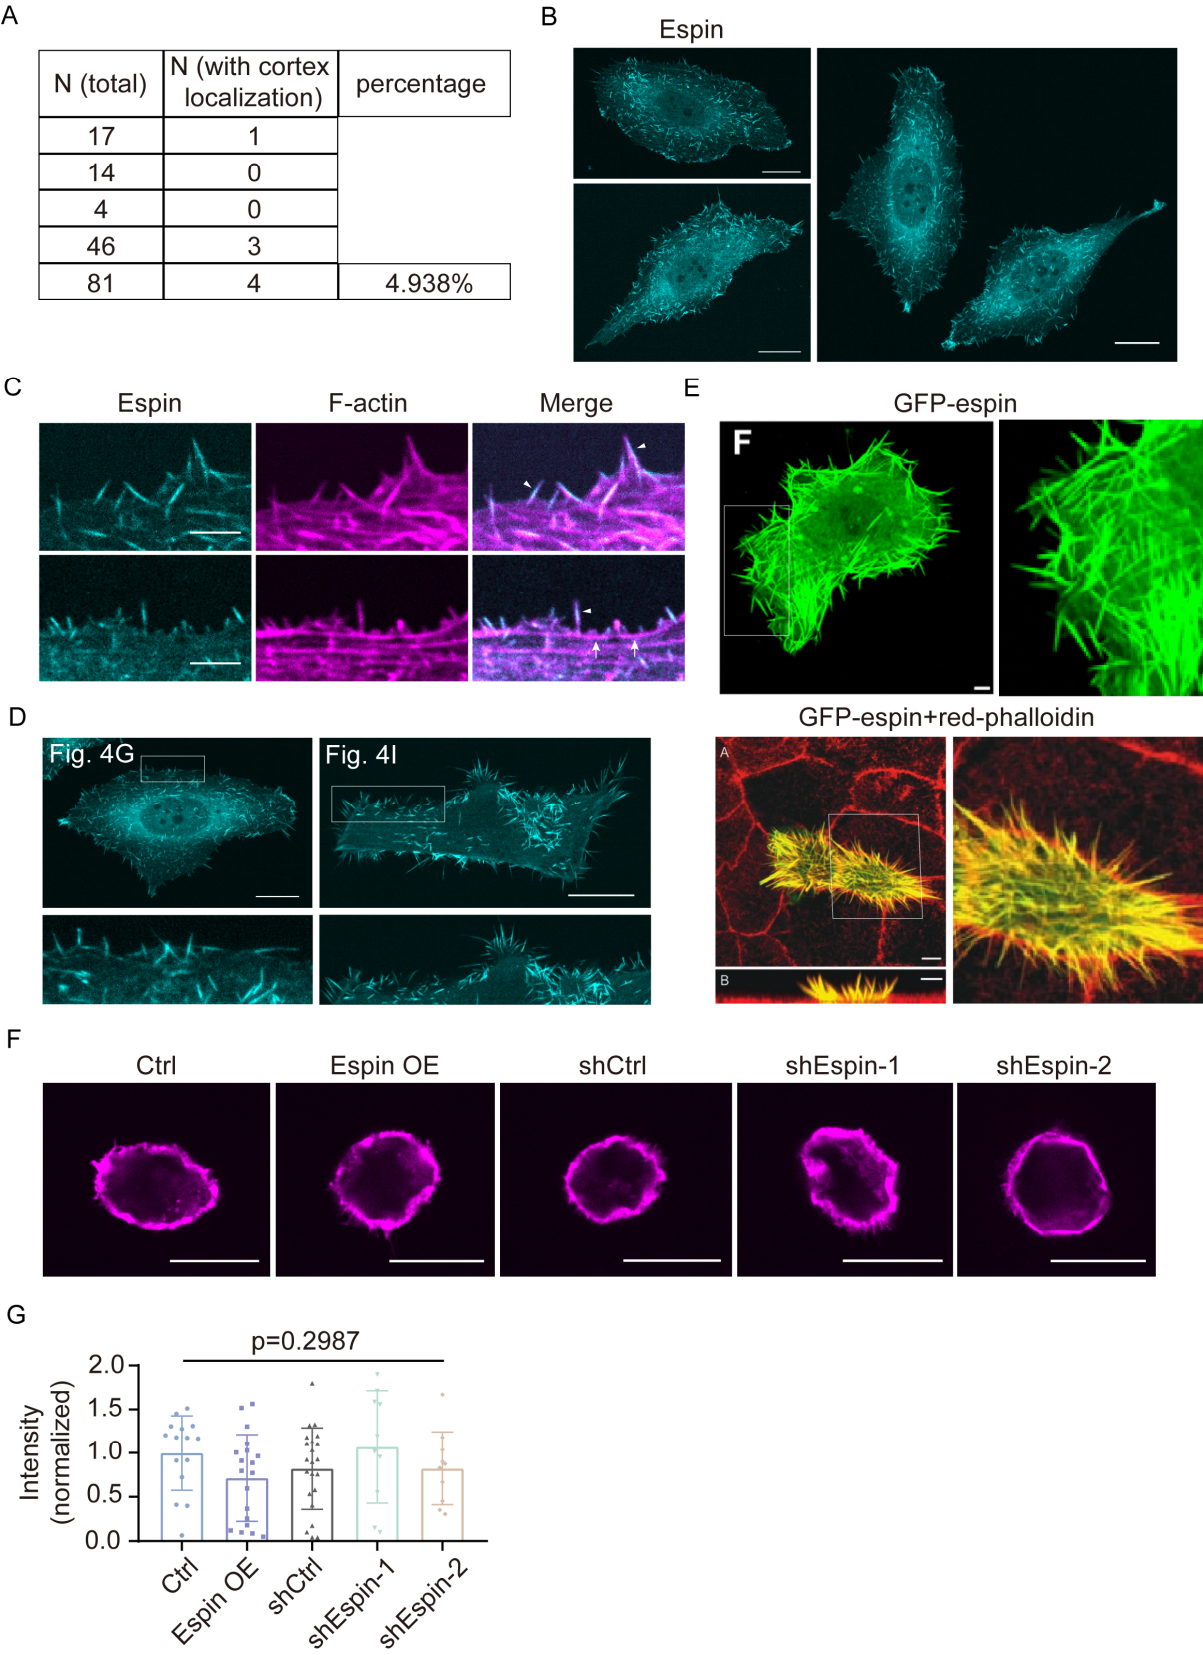 A
N (total)
N (with cortex
localization)
percentage
17
1
14
0
4
0
46
3
81
4
4.938%
B
Espin
C
Espin
F-actin
Merge
D
Fig. 4G
Fig. 4I
E
GFP-espin
F
GFP-espin+red-phalloidin
A
B
F
Ctrl
Espin OE
shCtrl
shEspin-1
shEspin-2
G
p=0.2987
Intensity
(normalized)
2.0
1.5
1.0
0.5
0.0
Ctrl
Espin OE
shCtrl
shEspin-1
shEspin-2